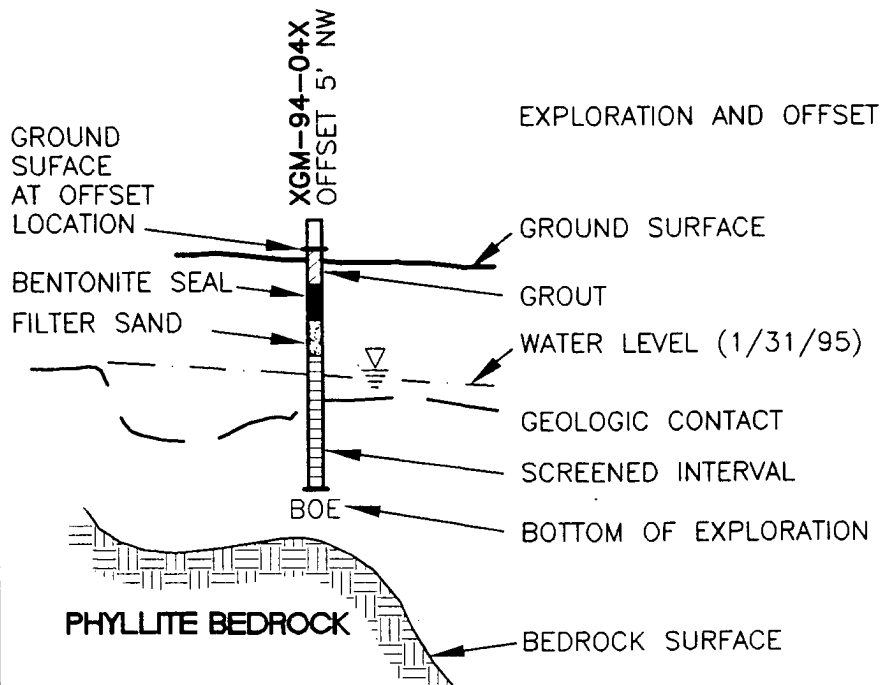 XGM-94-04X
OFFSET 5' NW
EXPLORATION AND OFFSET
GROUND
SUFACE
AT OFFSET
LOCATION
GROUND SURFACE
BENTONITE SEAL
GROUT
FILTER SAND
WATER LEVEL (1/31/95)
GEOLOGIC CONTACT
SCREENED INTERVAL
BOE
BOTTOM OF EXPLORATION
PHYLLITE BEDROCK
BEDROCK SURFACE